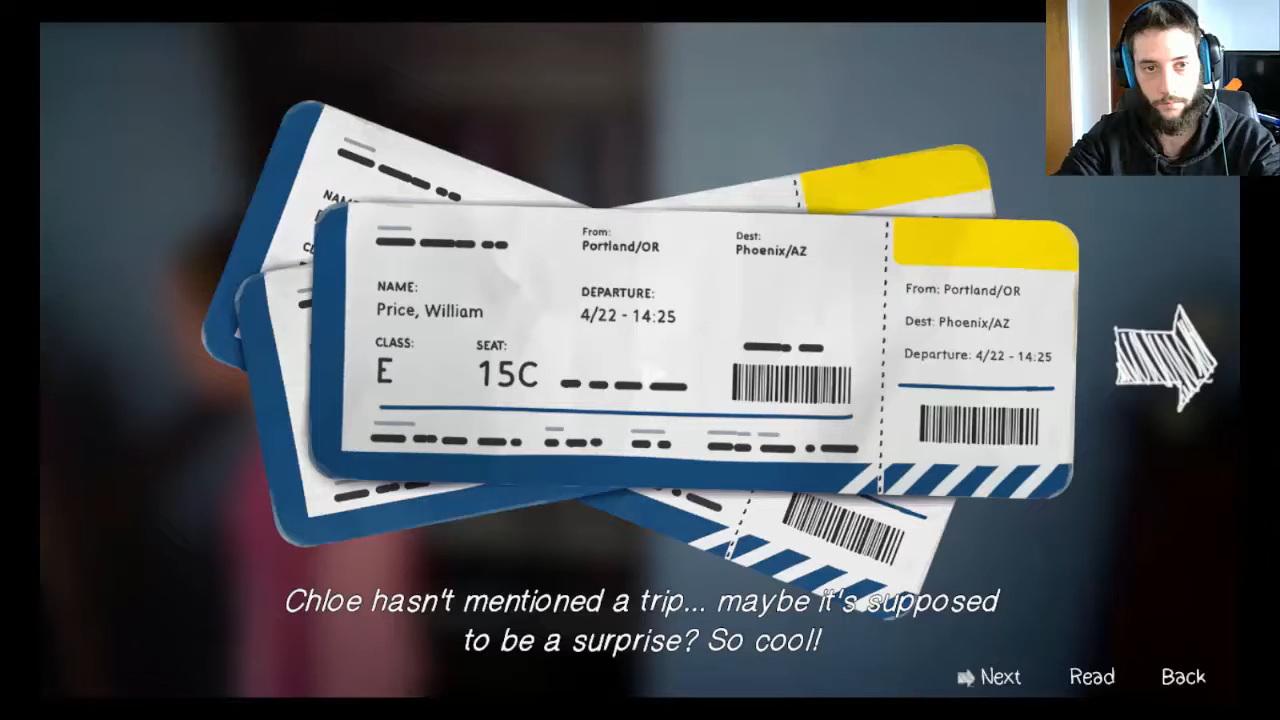 From:
Portland/OR
Dest:
Phoenix/AZ
NAME:
Price, William
DEPARTURE:
4/22 - 14:25
CLASS:
E
SEAT:
15C
From: Portland/OR
Dest: Phoenix/AZ
Departure: 4/22 - 14:25
Chloe hasn't mentioned a trip... maybe it's supposed
to be a surprise? So cool!
Next Read Back